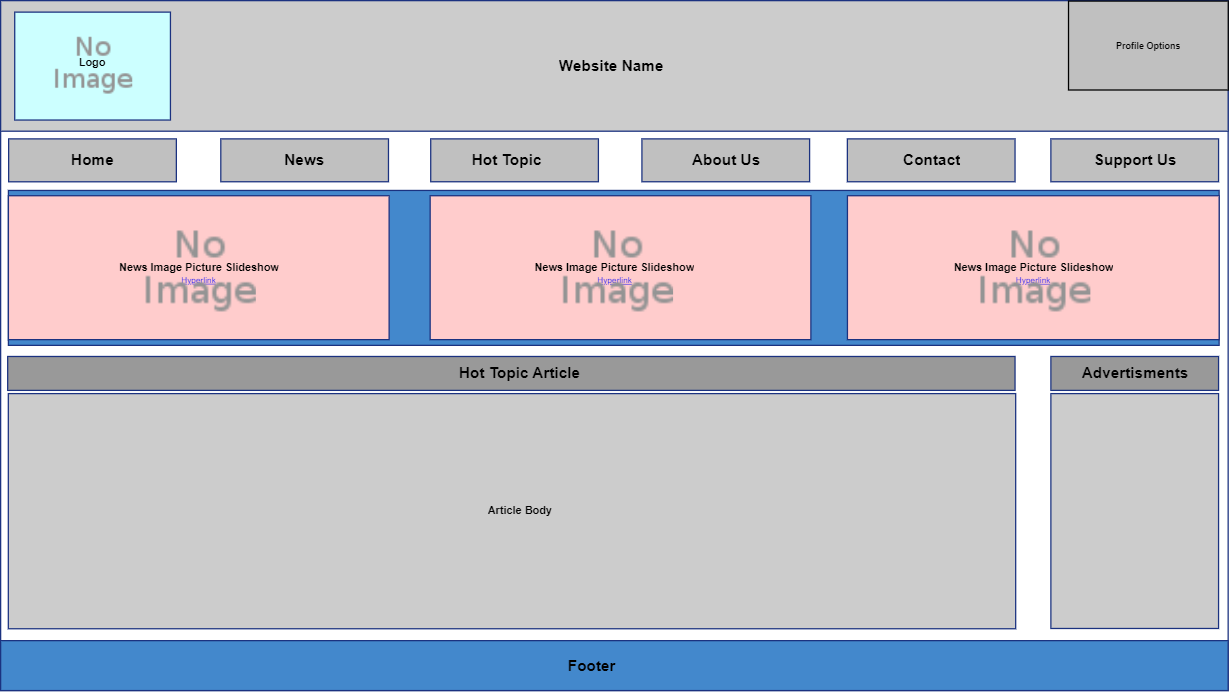 No
Logo
Image
Website Name
Profile Options
Home
News
Hot Topic
About Us
Contact
Support Us
No
News Image Picture Slideshow
Hyperlink
Image
No
News Image Picture Slideshow
Hyperlink
Image
No
News Image Picture Slideshow
Hyperlink
Image
Hot Topic Article
Advertisments
Article Body
Footer